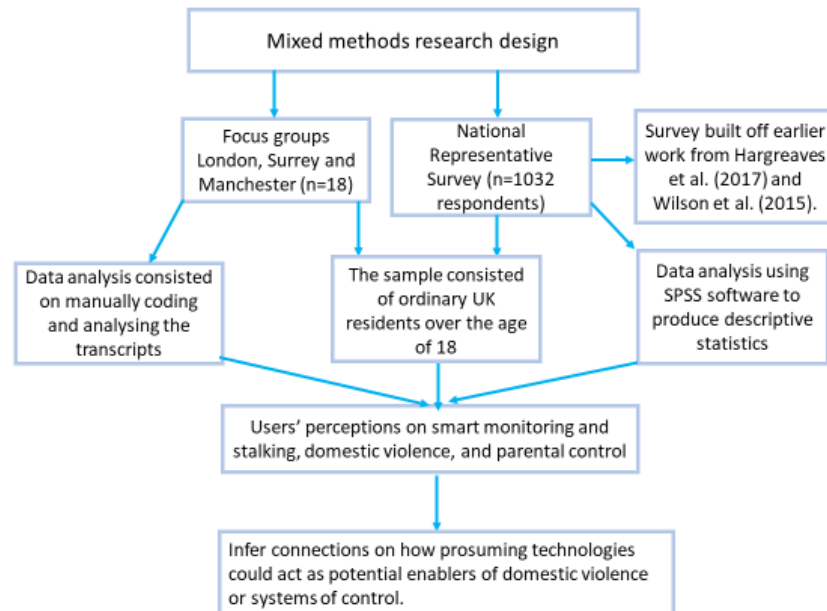 Mixed methods research design
Focus groups
London, Surrey and
Manchester (n=18)
National
Representative
Survey (n=1032
respondents)
Survey built off earlier
work from Hargreaves
et al. (2017) and
Wilson et al. (2015).
Data analysis consisted
on manually coding
and analysing the
transcripts
The sample consisted
of ordinary UK
residents over the age
of 18
Data analysis using
SPSS software to
produce descriptive
statistics
Users' perceptions on smart monitoring and
stalking, domestic violence, and parental control
Infer connections on how prosuming technologies
could act as potential enablers of domestic violence
or systems of control.